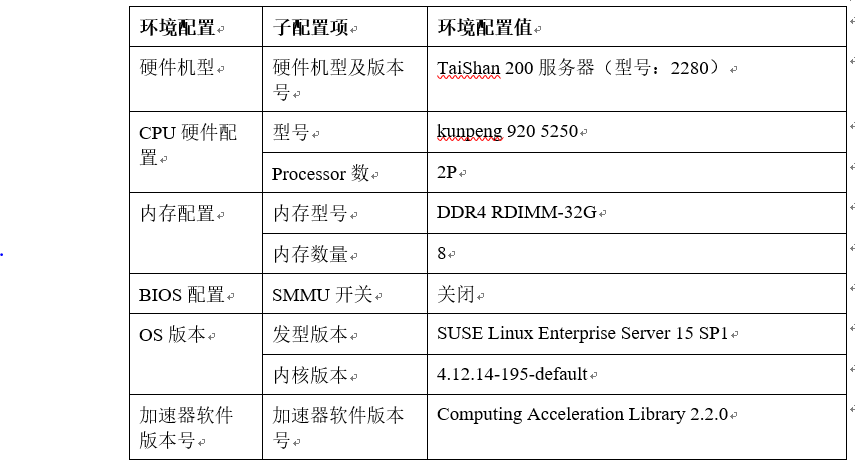 环境配置 子配置项 环境配置值
硬件机型 硬件机型及版本 TaiShan 200 服务器（型号：2280）
号
CPU 硬件配 型号 kunpeng 920 5250
置
Processor 数 2P
内存配置 内存型号 DDR4 RDIMM-32G
内存数量 8
BIOS 配置 SMMU 开关 关闭
OS 版本 发型版本 SUSE Linux Enterprise Server 15 SP1
内核版本 4.12.14-195-default
加速器软件 加速器软件版本 Computing Acceleration Library 2.2.0
版本号 号